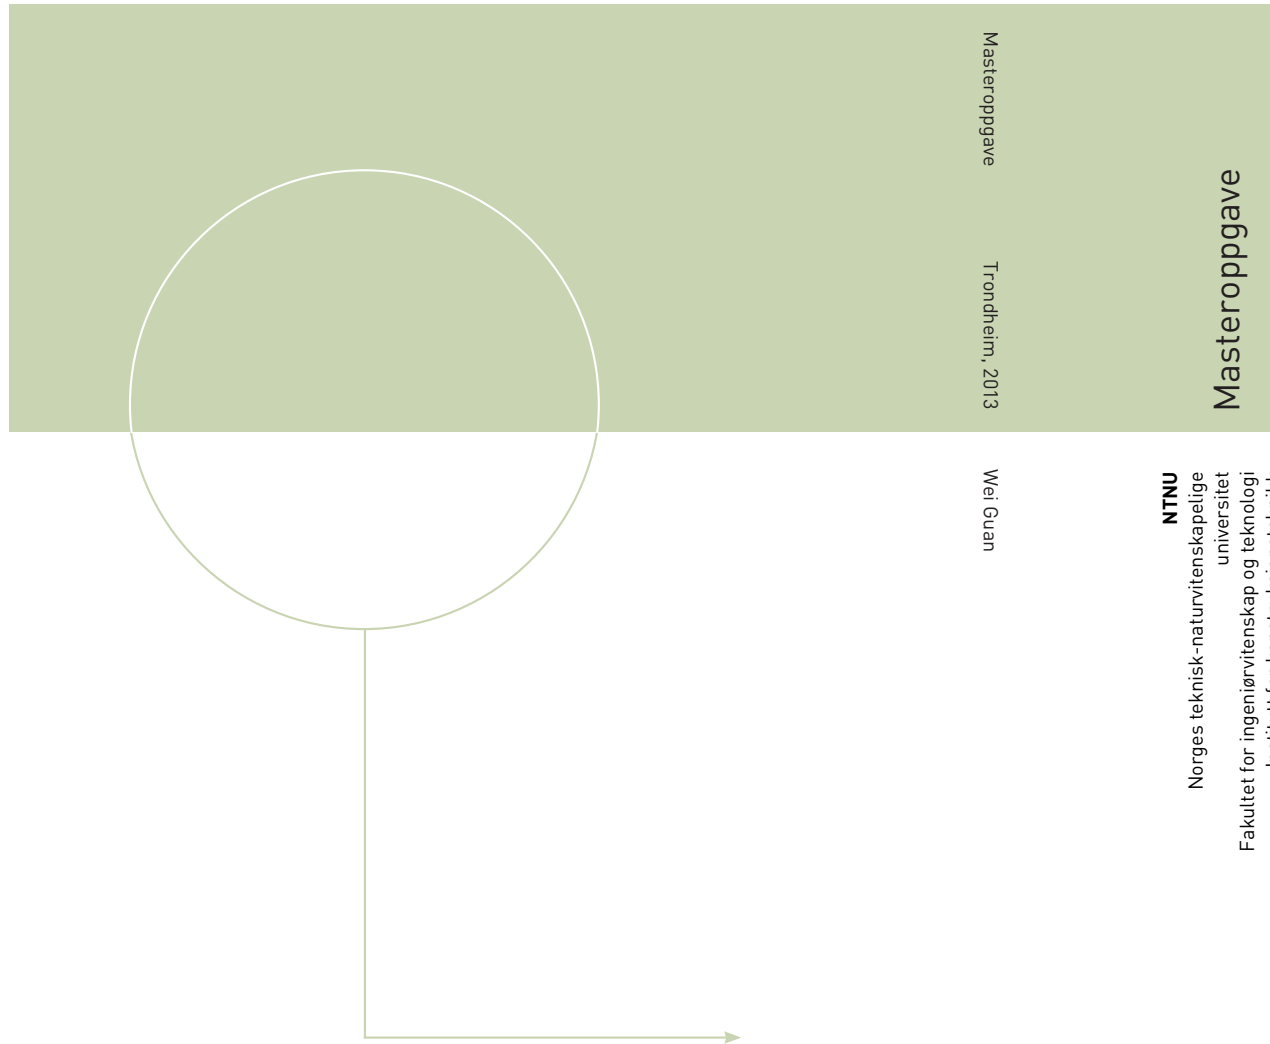 Masteroppgave
Trondheim, 2013
Wei Guan
Masteroppgave
NTNU
Norges teknisk-naturvitenskapelige
universitet
Fakultet for ingeniørvitenskap og teknologi